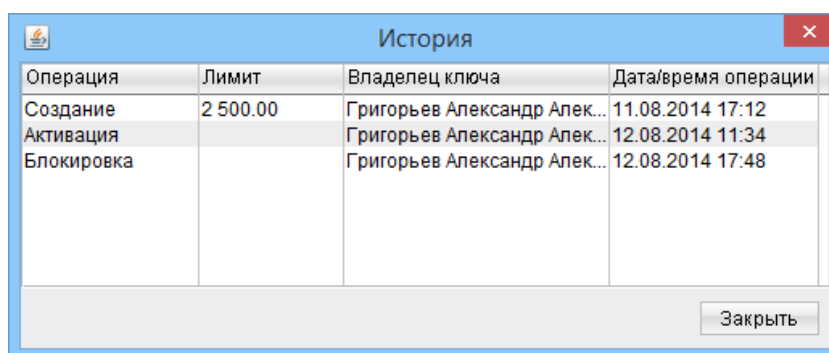 История
Операция Лимит Владелец ключа Дата/время операции
Создание 2 500.00 Григорьев Александр Алек... 11.08.2014 17:12
Активация Григорьев Александр Алек... 12.08.2014 11:34
Блокировка Григорьев Александр Алек... 12.08.2014 17:48
Закрыть